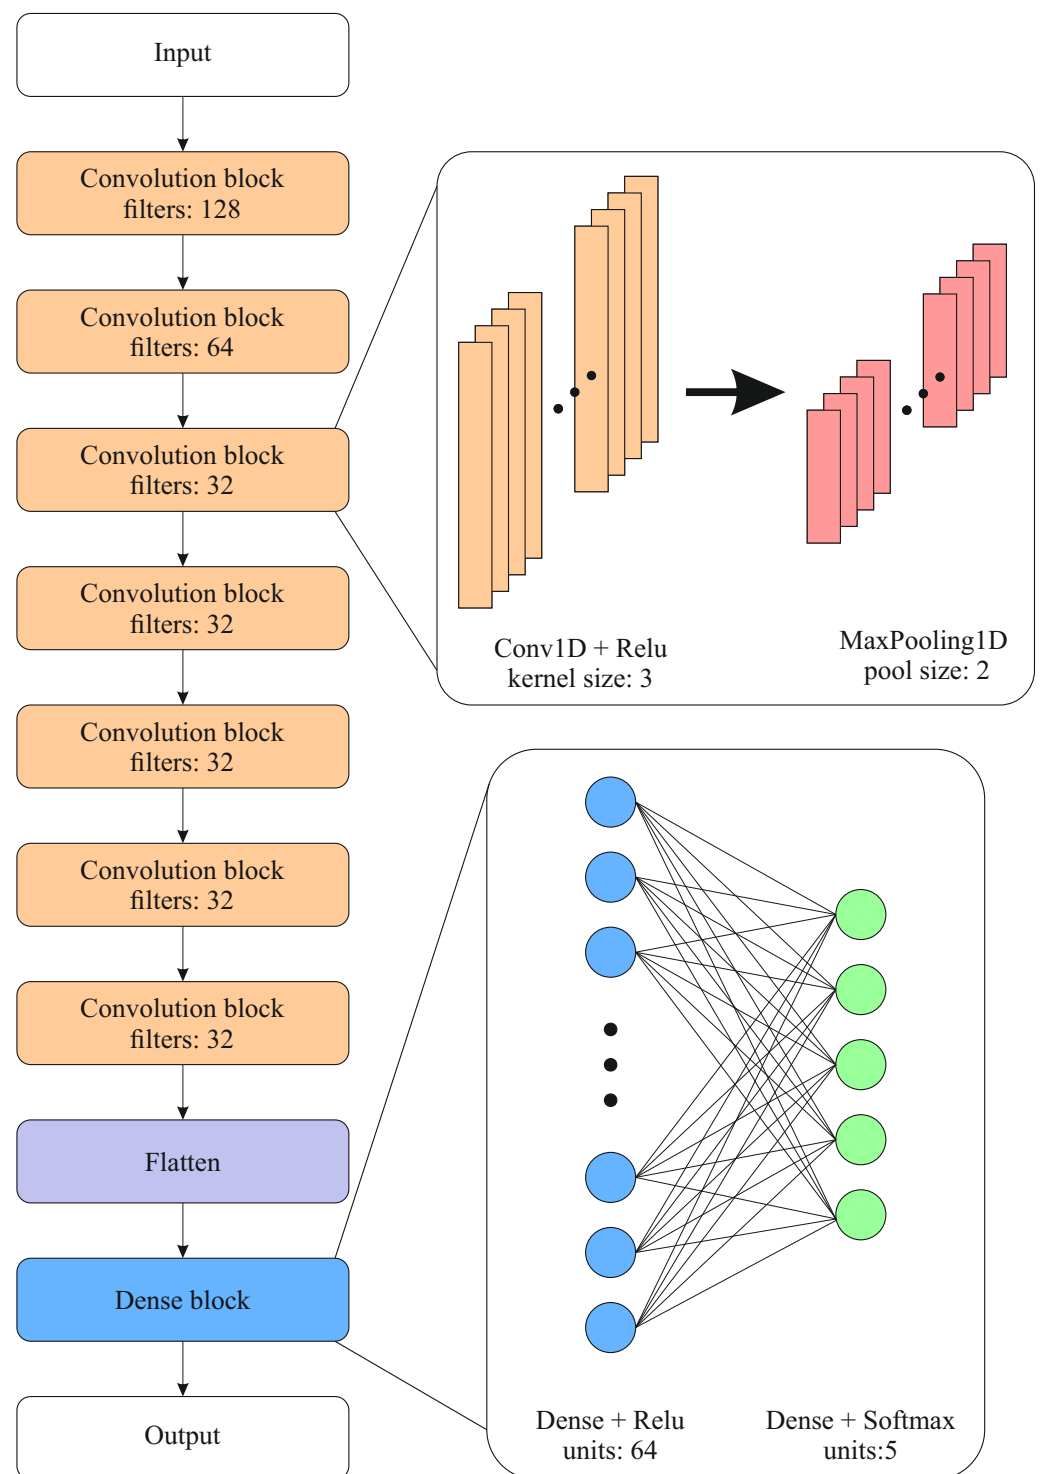 Input
Convolution block
filters: 128
Convolution block
filters: 64
Convolution block
filters: 32
Convolution block
filters: 32
Convolution block
filters: 32
Convolution block
filters: 32
Convolution block
filters: 32
Flatten
Dense block
Output
Conv1D + Relu
kernel size: 3
MaxPooling1D
pool size: 2
Dense + Relu
units: 64
Dense + Softmax
units:5